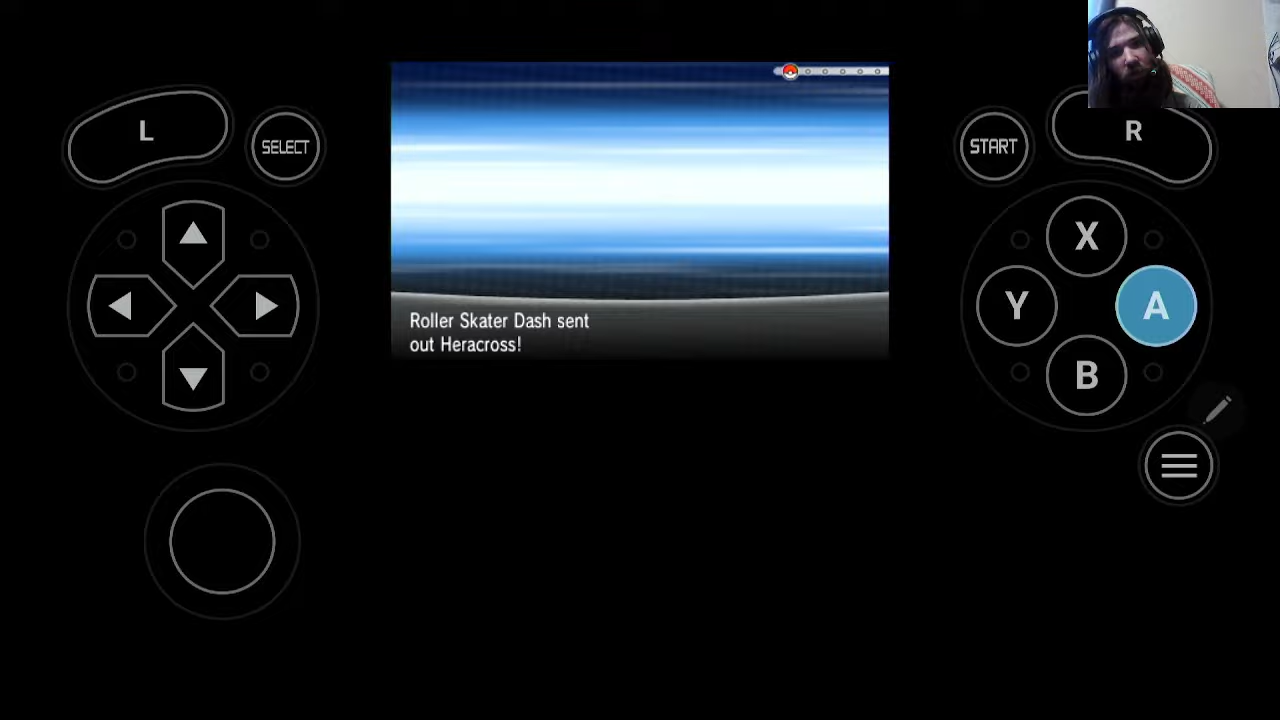 L
SELECT
START
R
X
Y
A
B
Roller Skater Dash sent
out Heracross!